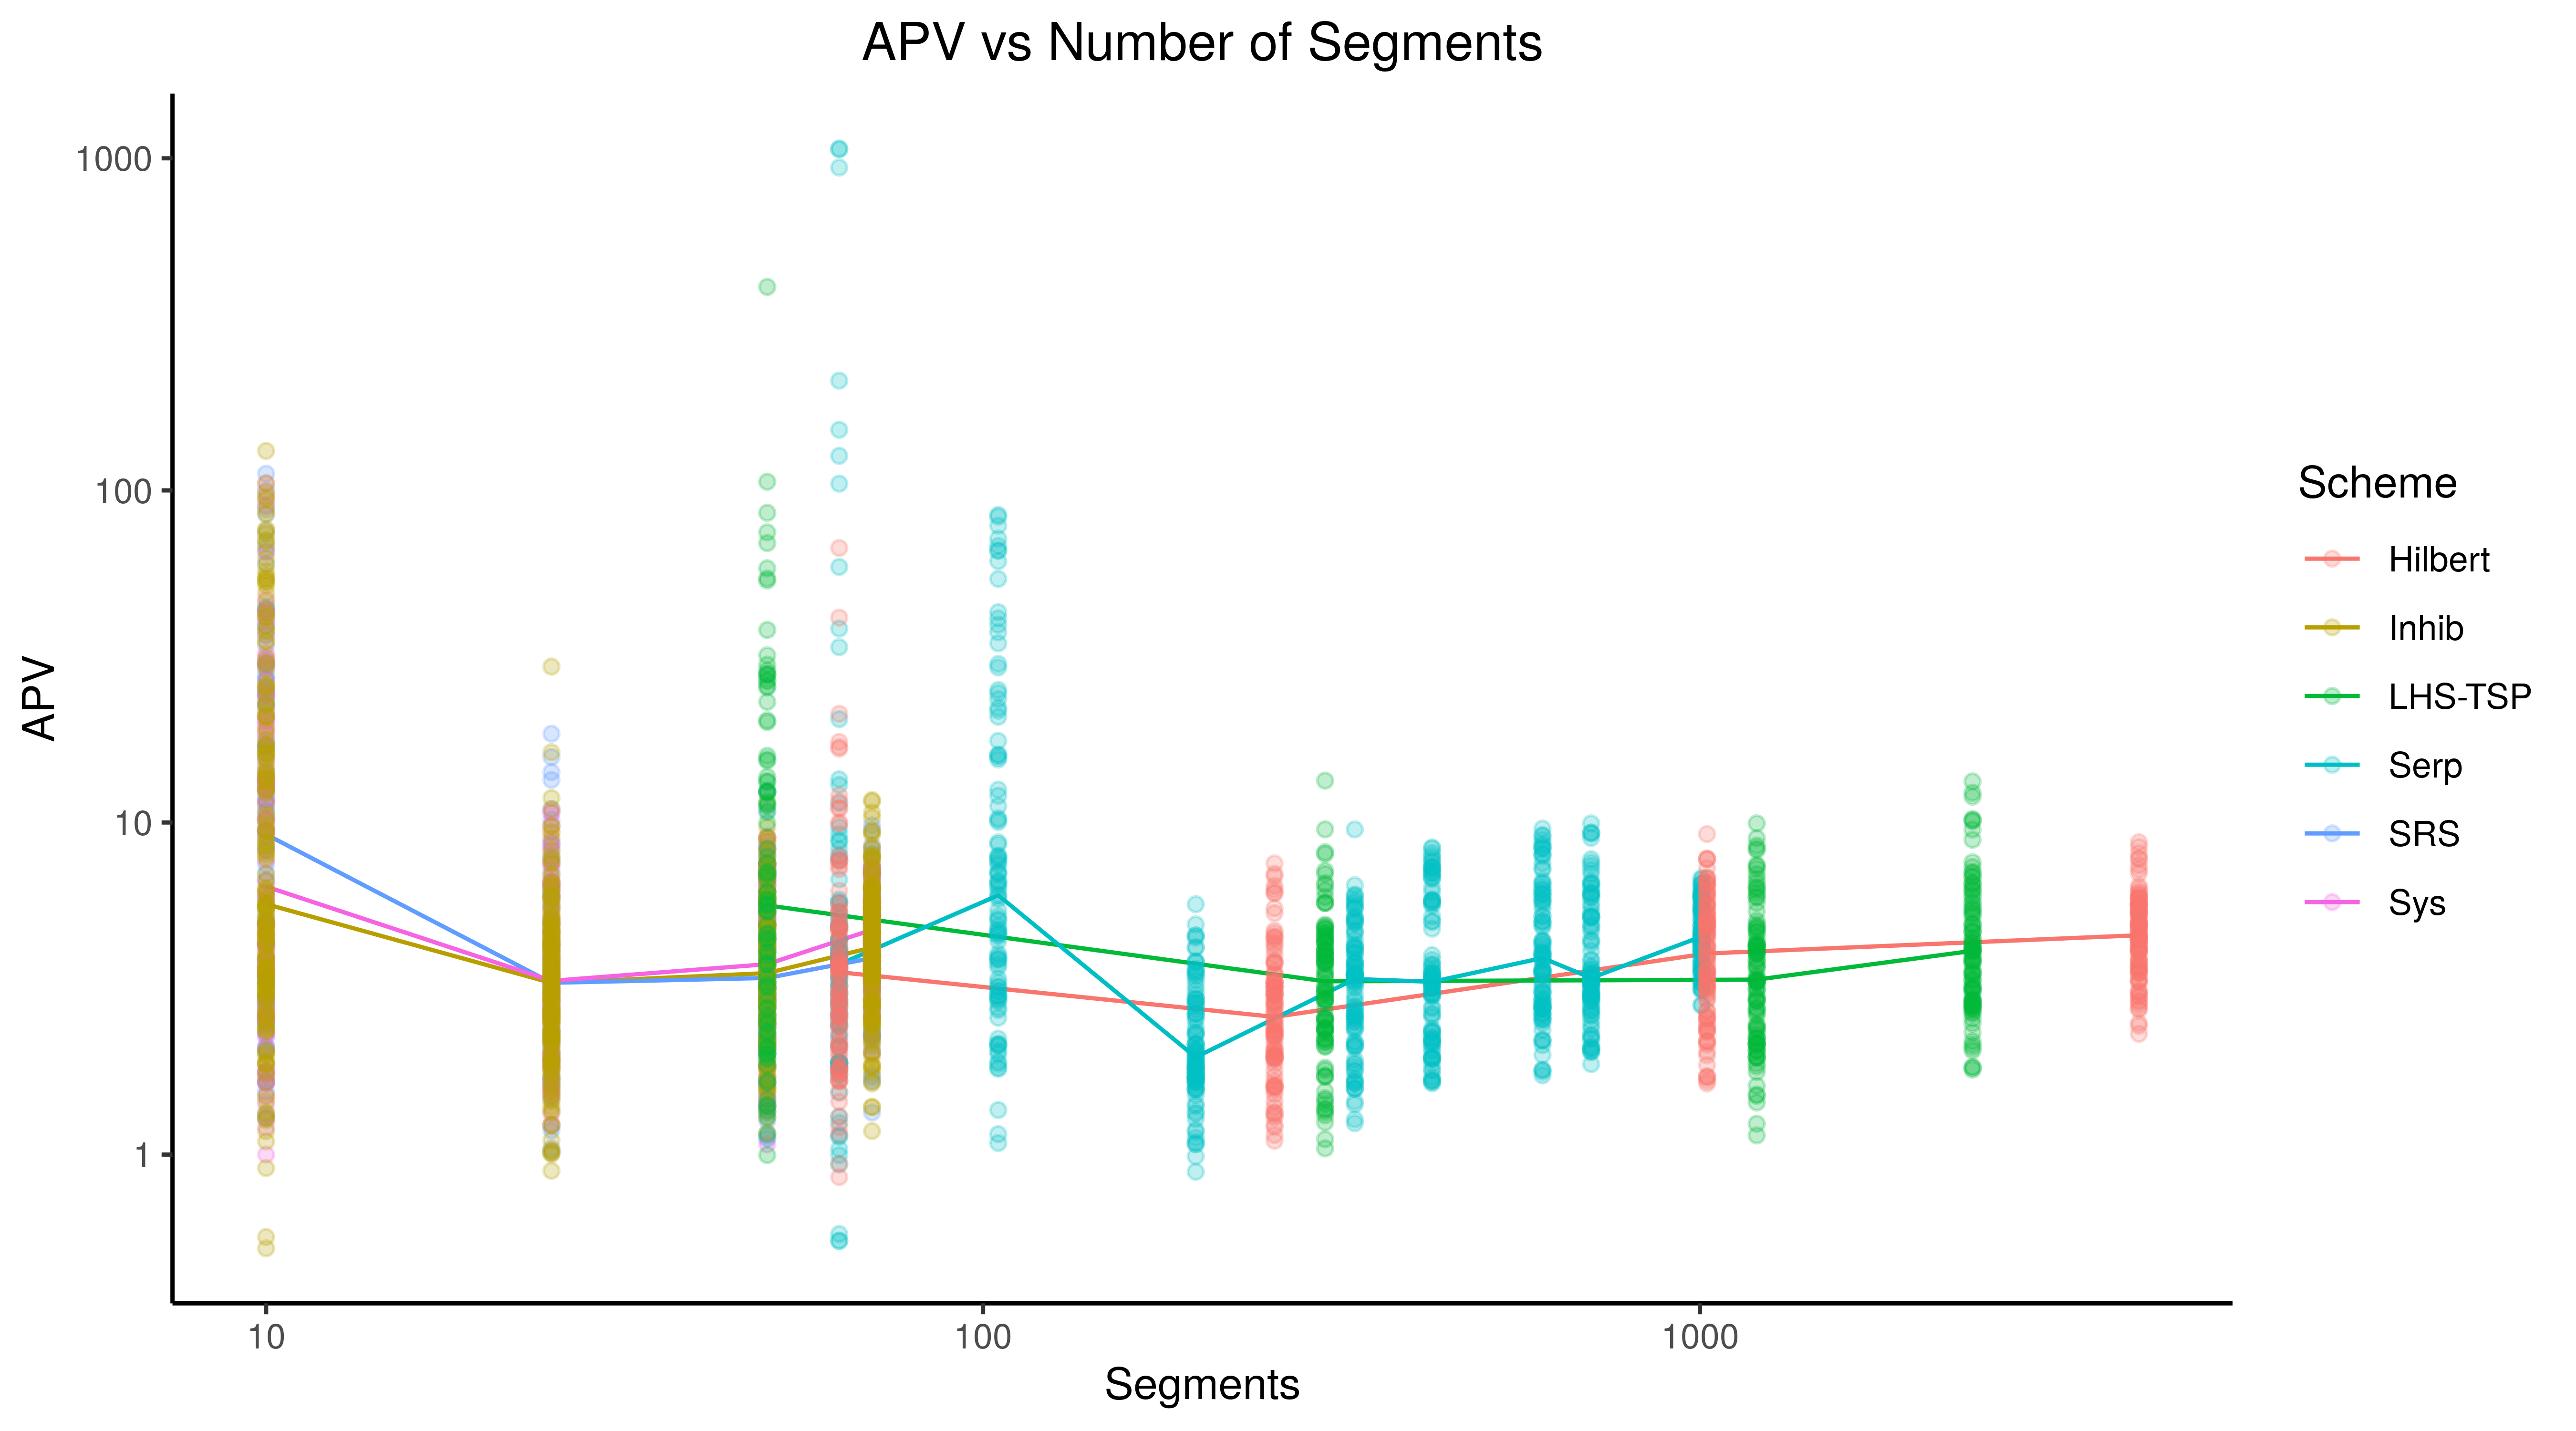 APV vs Number of Segments
APV
1000
100
10
1
10
100
1000
Segments
Scheme
Hilbert
Inhib
LHS-TSP
Serp
SRS
Sys